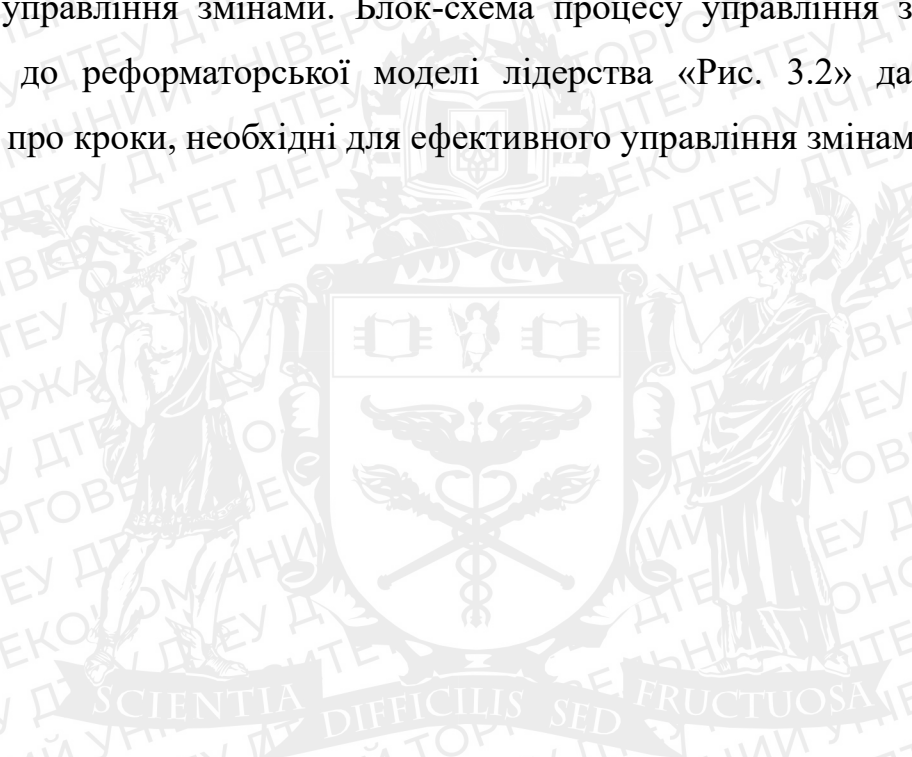 управління змінами. Блок-схема процесу управління з
до реформаторської моделі лідерства «Рис. 3.2» да
про кроки, необхідні для ефективного управління змінам
SCIENTIA DIFFICILIS SED FRUCTUOSA